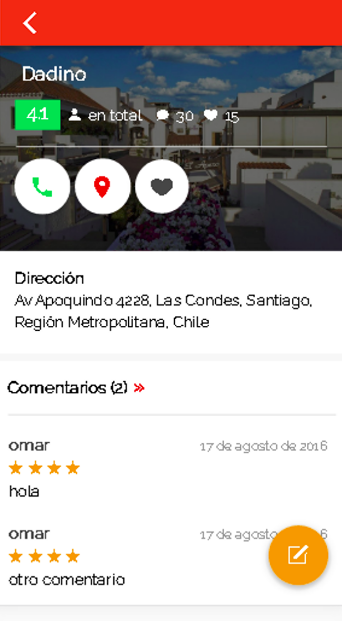 Dadino
4.1 en total 30 15
Dirección
Av Apoquindo 4228, Las Condes, Santiago,
Región Metropolitana, Chile
Comentarios (2) »
omar 17 de agosto de 2016
hola
omar 17 de agosto 6
otro comentario